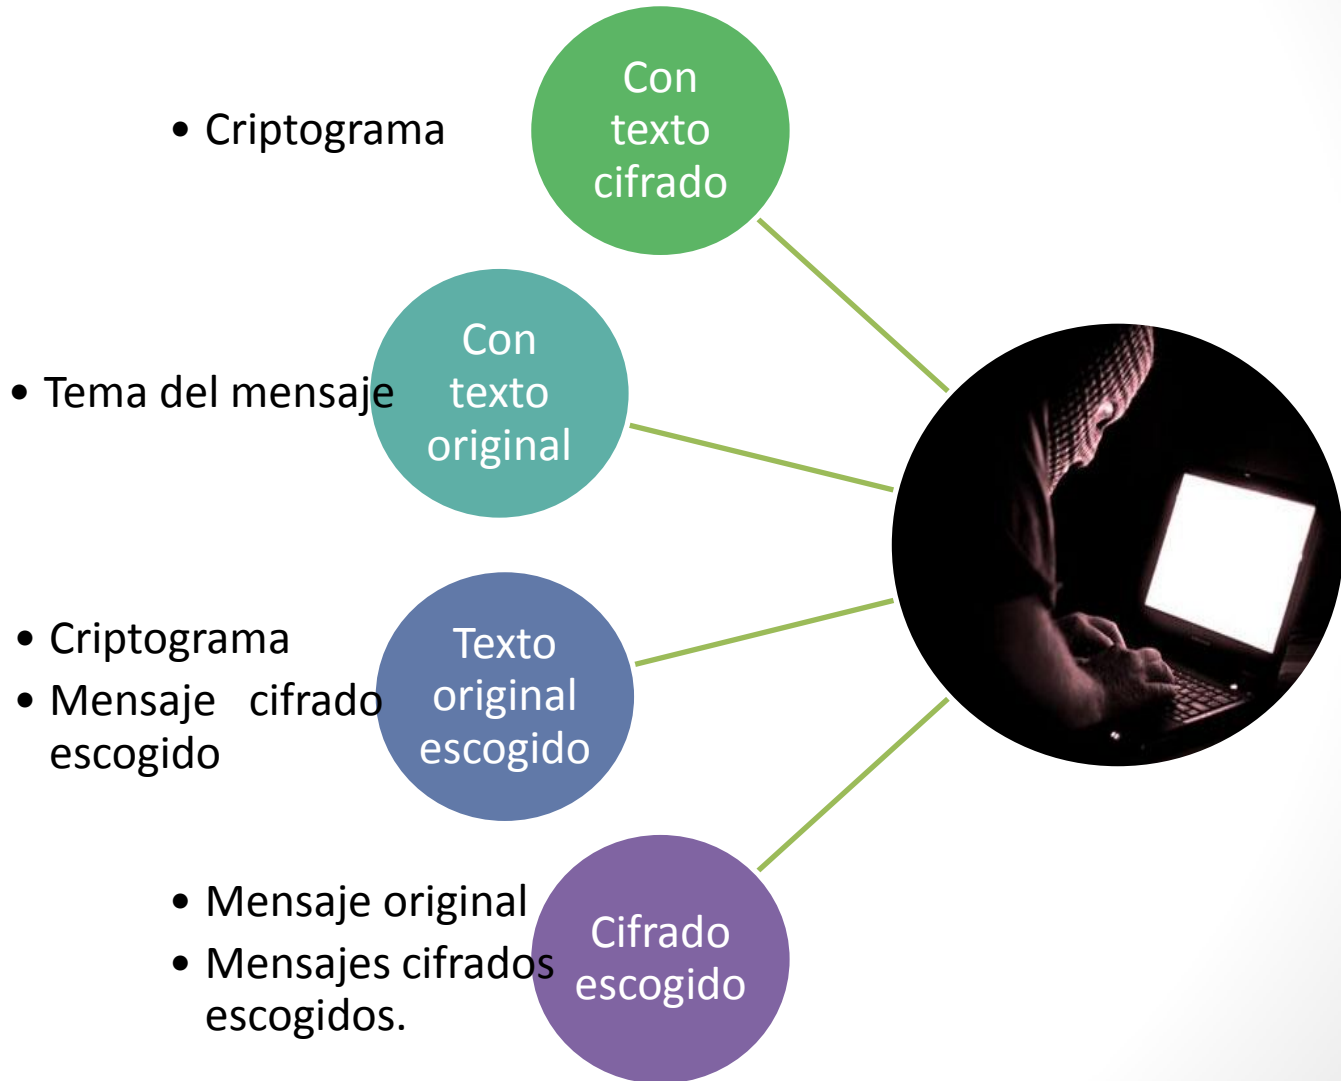 • Criptograma
Con
texto
cifrado
• Tema del mensaje
Con
texto
original
• Criptograma
• Mensaje cifrado
escogido
Texto
original
escogido
• Mensaje original
• Mensajes cifrados
escogidos.
Cifrado
escogido